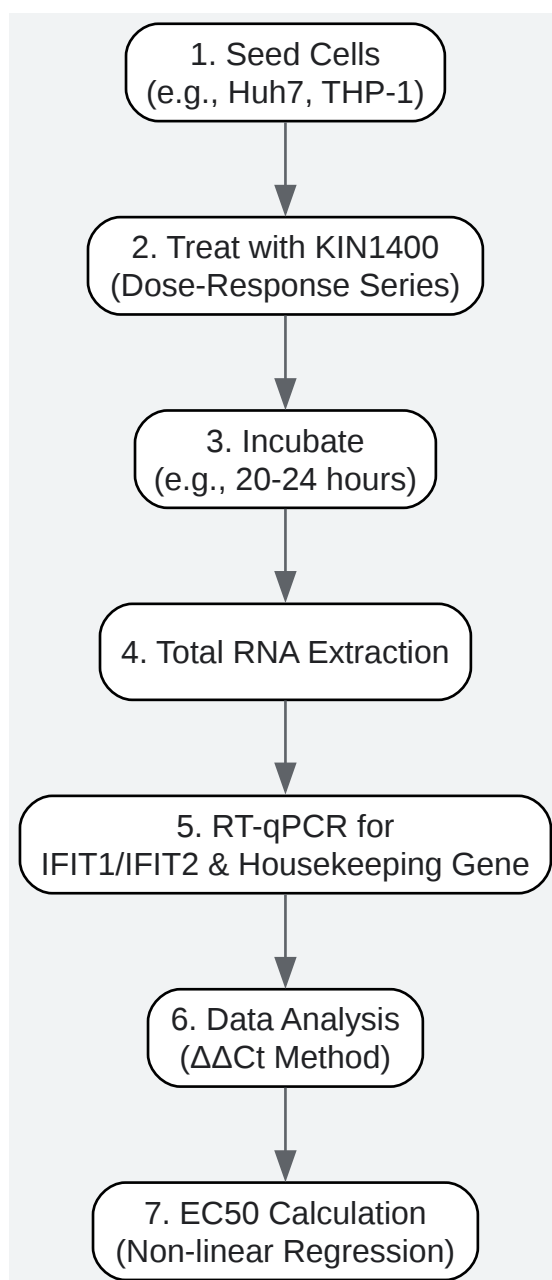 1. Seed Cells
(e.g., Huh7, THP-1)
2. Treat with KIN1400
(Dose-Response Series)
3. Incubate
(e.g., 20-24 hours)
4. Total RNA Extraction
5. RT-qPCR for
IFIT1/IFIT2 & Housekeeping Gene
6. Data Analysis
(ΔΔCt Method)
7. EC50 Calculation
(Non-linear Regression)